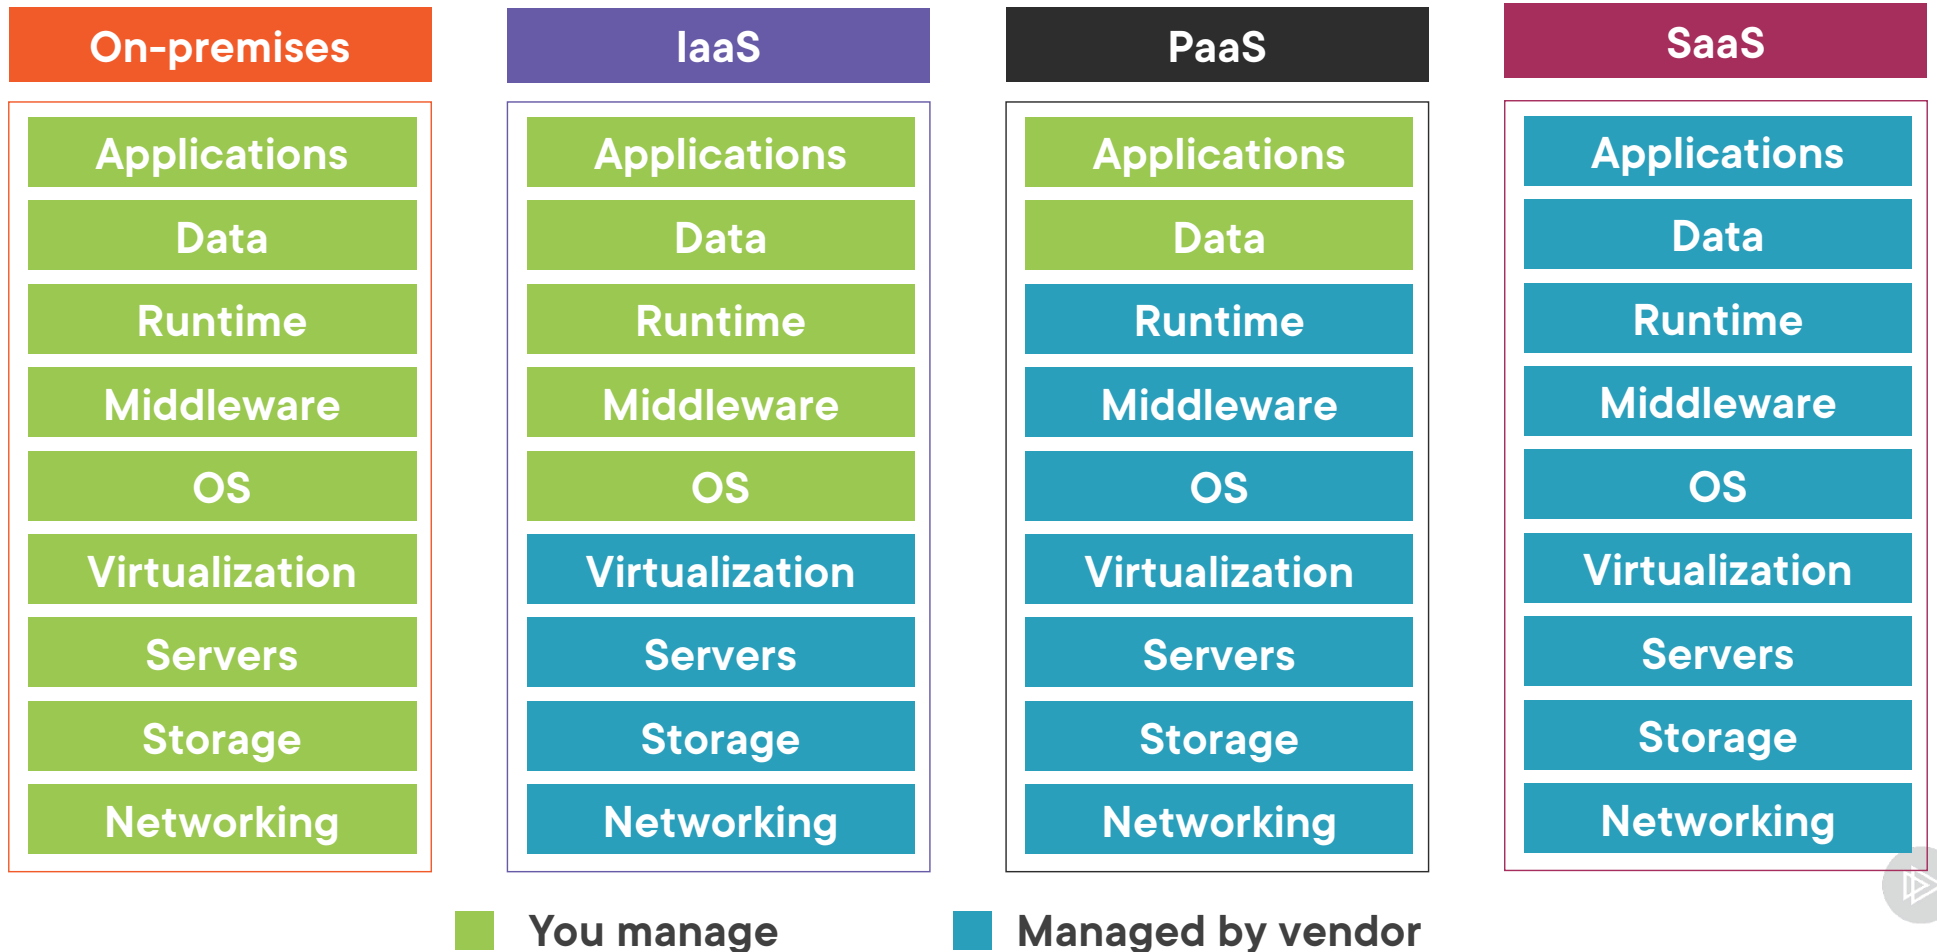 On-premises
Applications
Data
Runtime
Middleware
OS
Virtualization
Servers
Storage
Networking
IaaS
Applications
Data
Runtime
Middleware
OS
Virtualization
Servers
Storage
Networking
PaaS
Applications
Data
Runtime
Middleware
OS
Virtualization
Servers
Storage
Networking
SaaS
Applications
Data
Runtime
Middleware
OS
Virtualization
Servers
Storage
Networking
You manage
Managed by vendor